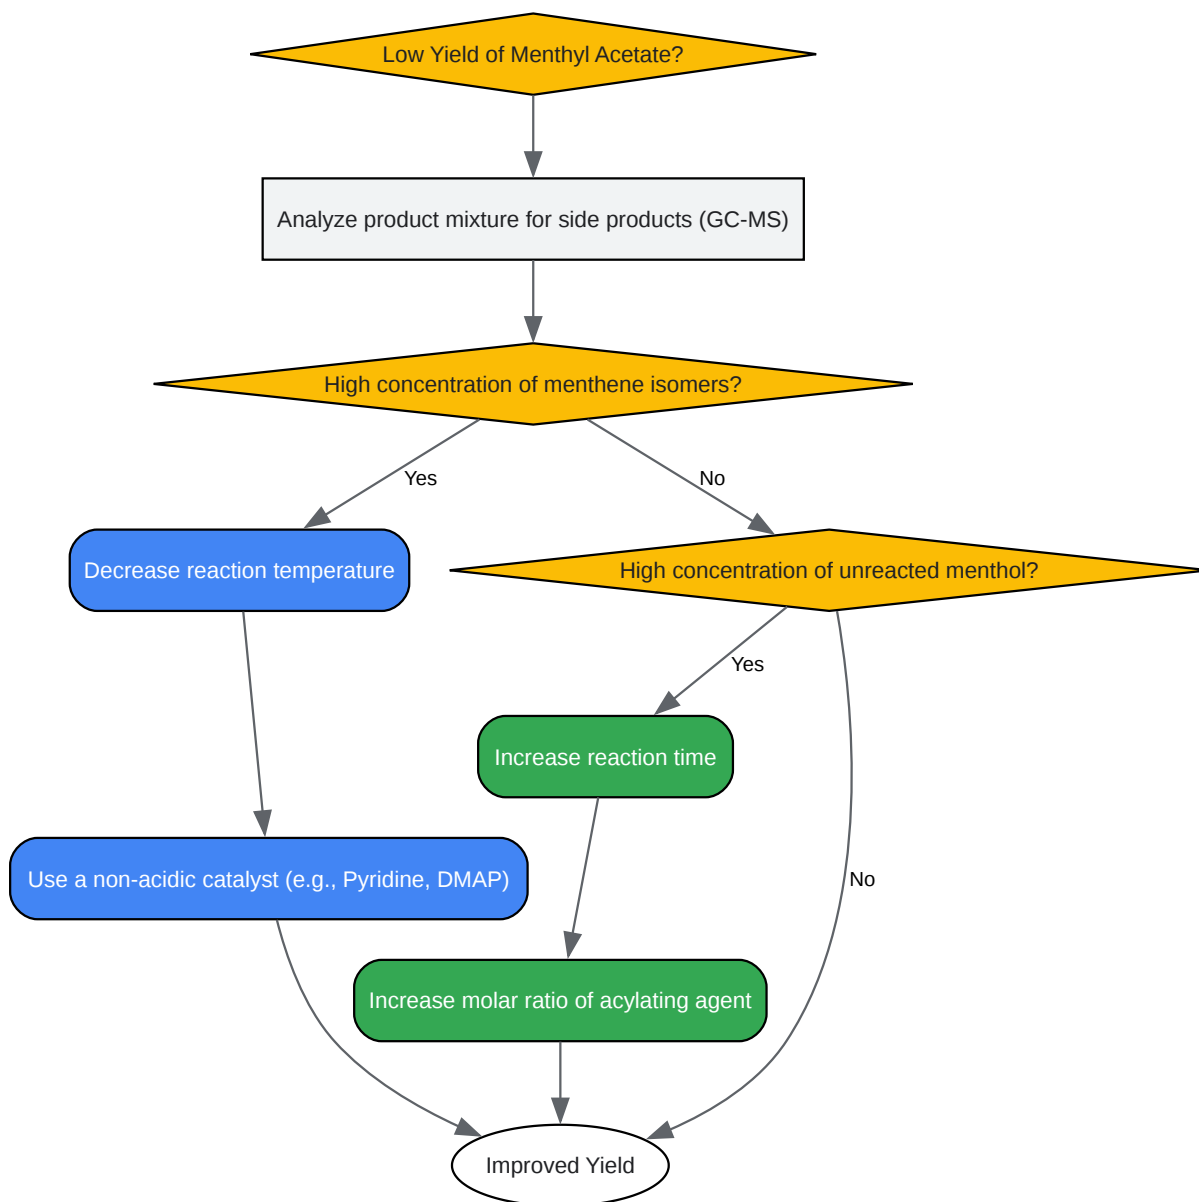 Low Yield of Menthyl Acetate?
Analyze product mixture for side products (GC-MS)
High concentration of menthene isomers?
Yes
No
Decrease reaction temperature
High concentration of unreacted menthol?
Yes
Increase reaction time
Use a non-acidic catalyst (e.g., Pyridine, DMAP)
No
Increase molar ratio of acylating agent
Improved Yield